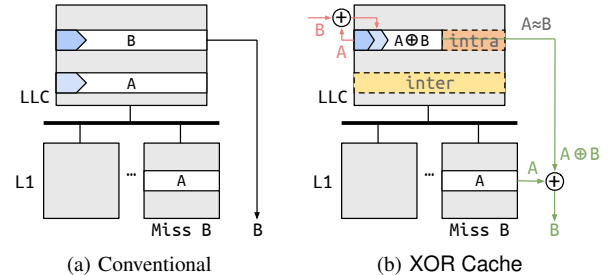 B
A
LLC
L1
...
A
Miss B
B
(a) Conventional
B
A
A⊕B
intra
A≈B
inter
LLC
L1
...
A
A
A⊕B
Miss B
B
(b) XOR Cache